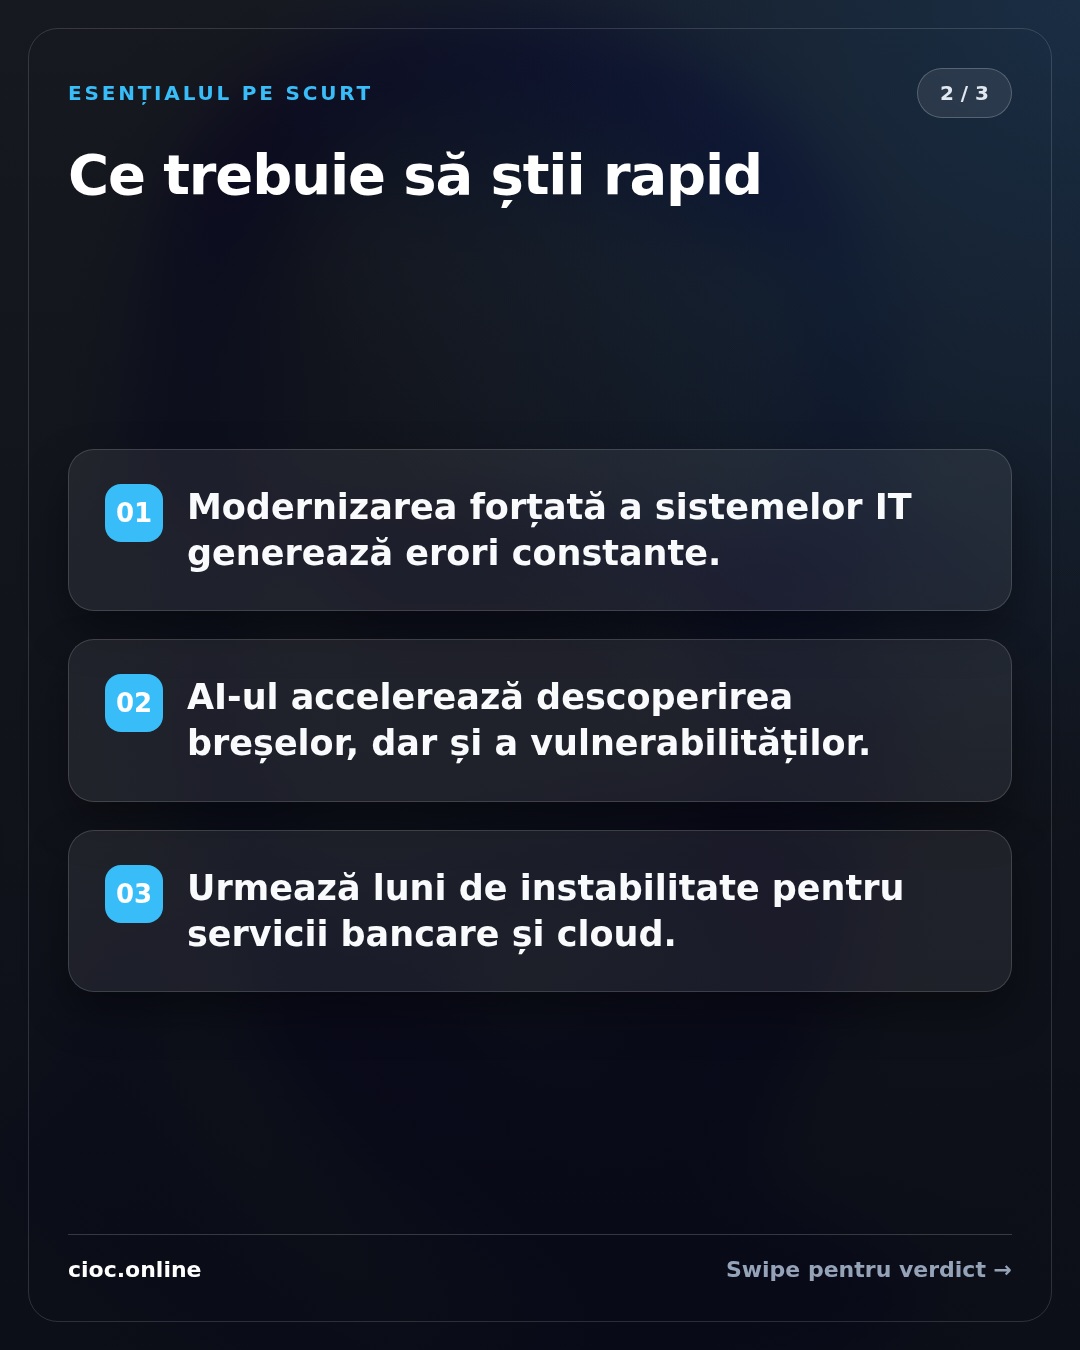 ESENȚIALUL PE SCURT
2 / 3
Ce trebuie să știi rapid
01
Modernizarea forțată a sistemelor IT
generează erori constante.
02
AI-ul accelerează descoperirea
breșelor, dar și a vulnerabilităților.
03
Urmează luni de instabilitate pentru
servicii bancare și cloud.
cioc.online
Swipe pentru verdict →